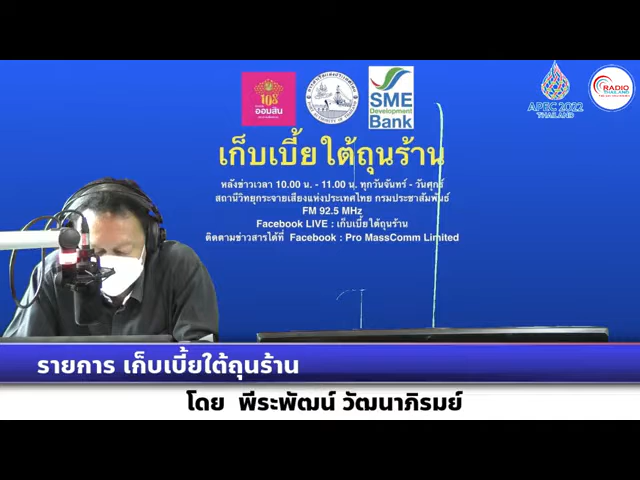 108
ออมสิน
SME
Development
Bank
APEC 2022
THAILAND
RADIO
THAILAND
เก็บเบี้ยใต้ถุนร้าน
หลังข่าวเวลา 10.00 น. - 11.00 น. ทุกวันจันทร์ - วันศุกร์
สถานีวิทยุกระจายเสียงแห่งประเทศไทย กรมประชาสัมพันธ์
FM 92.5 MHz
Facebook LIVE : เก็บเบี้ยใต้ถุนร้าน
ติดตามข่าวสารได้ที่ Facebook : Pro MassComm Limited
รายการ เก็บเบี้ยใต้ถุนร้าน
โดย พีระพัฒน์ วัฒนาภิรมย์